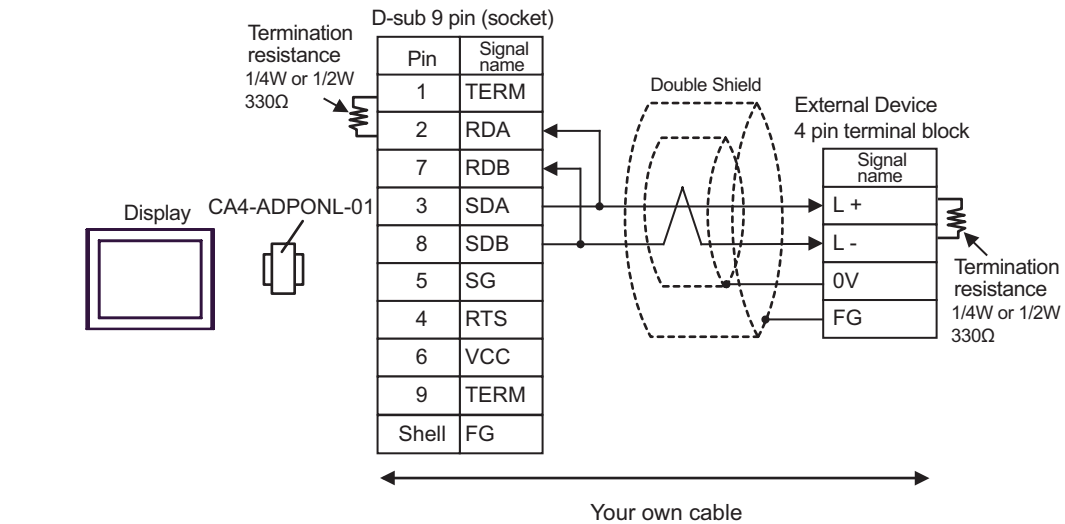 D-sub 9 pin (socket)
Termination
resistance
1/4W or 1/2W
330Ω
Pin Signal name
1 TERM
2 RDA
7 RDB
3 SDA
8 SDB
5 SG
4 RTS
6 VCC
9 TERM
Shell FG
Display
CA4-ADPONL-01
Double Shield
External Device
4 pin terminal block
Signal name
L +
L -
0V
FG
Termination
resistance
1/4W or 1/2W
330Ω
Your own cable